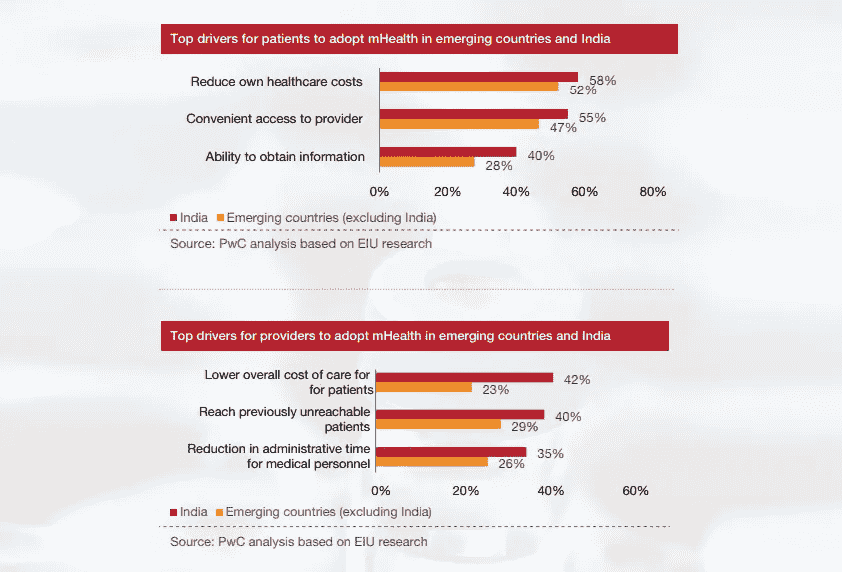 Top drivers for patients to adopt mHealth in emerging countries and India
Reduce own healthcare costs
58%
52%
Convenient access to provider
55%
47%
Ability to obtain information
40%
28%
0% 20% 40% 60% 80%
India Emerging countries (excluding India)
Source: PwC analysis based on EIU research
Top drivers for providers to adopt mHealth in emerging countries and India
Lower overall cost of care for
for patients
42%
23%
Reach previously unreachable
patients
40%
29%
Reduction in administrative time
for medical personnel
35%
26%
0% 20% 40% 60%
India Emerging countries (excluding India)
Source: PwC analysis based on EIU research